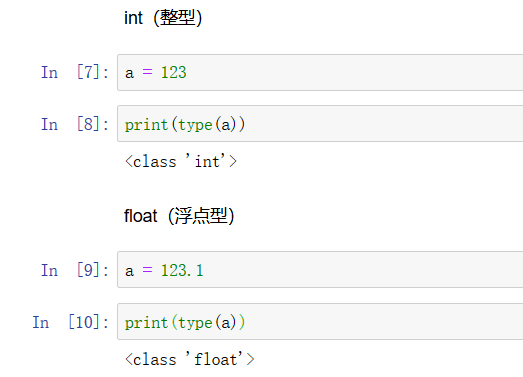 int（整型）
In [7]: a = 123
In [8]: print(type(a))
<class 'int'>
float（浮点型）
In [9]: a = 123.1
In [10]: print(type(a))
<class 'float'>